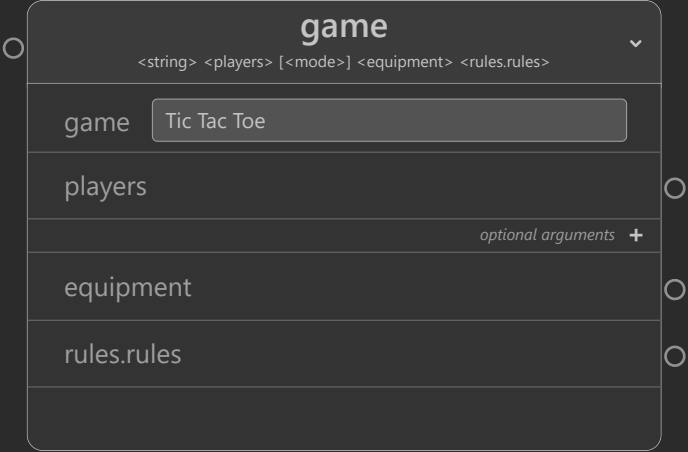 game
<string> <players> [<mode>] <equipment> <rules.rules>
game Tic Tac Toe
players
optional arguments +
equipment
rules.rules